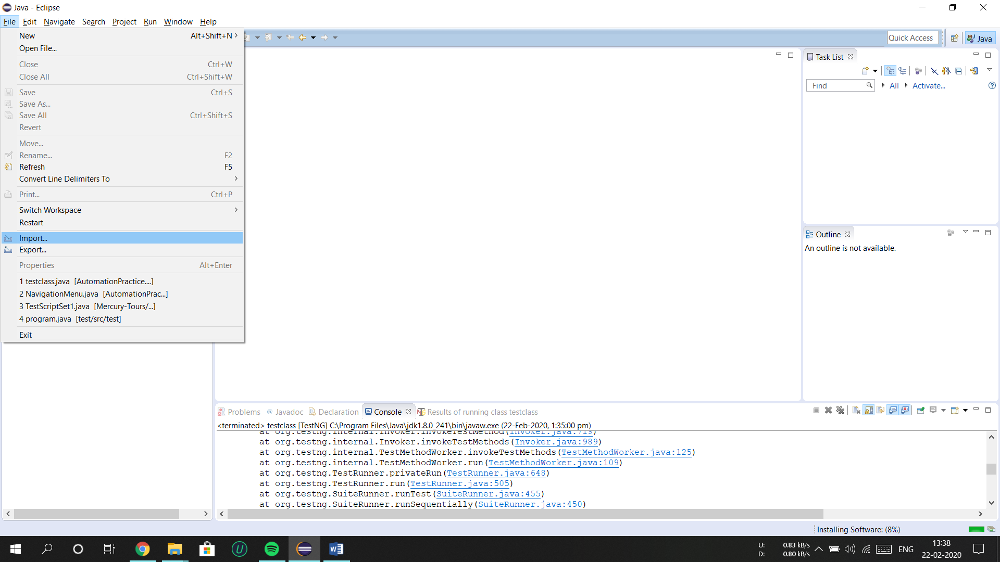 Java - Eclipse
File Edit Navigate Search Project Run Window Help
New Alt+Shift+N
Open File...
Close Ctrl+W
Close All Ctrl+Shift+W
Save Ctrl+S
Save As...
Save All Ctrl+Shift+S
Revert
Move...
Rename... F2
Refresh F5
Convert Line Delimiters To
Print... Ctrl+P
Switch Workspace
Restart
Import...
Export...
Properties Alt+Enter
1 testclass.java [AutomationPractice....]
2 NavigationMenu.java [AutomationPrac...]
3 TestScriptSet1.java [Mercury-Tours/...]
4 program.java [test/src/test]
Exit
Quick Access
Java
Task List
Find
All
Activate...
Outline
An outline is not available.
Problems
@ Javadoc
Declaration
Console
Results of running class testclass
<terminated> testclass [TestNG] C:\Program Files\Java\jdk1.8.0_241\bin\javaw.exe (22-Feb-2020, 1:35:00 pm)
at org.testng.internal.Invoker.invokeTestMethod(Invoker.java:719)
at org.testng.internal.Invoker.invokeTestMethods(Invoker.java:989)
at org.testng.internal.TestMethodWorker.invokeTestMethods(TestMethodWorker.java:125)
at org.testng.internal.TestMethodWorker.run(TestMethodWorker.java:109)
at org.testng.TestRunner.privateRun(TestRunner.java:648)
at org.testng.TestRunner.run(TestRunner.java:505)
at org.testng.SuiteRunner.runTest(SuiteRunner.java:455)
at org.testng.SuiteRunner.runSequentially(SuiteRunner.java:450)
Installing Software: (8%)
U: 0.83 kB/s
D: 0.80 kB/s
ENG
13:38
22-02-2020